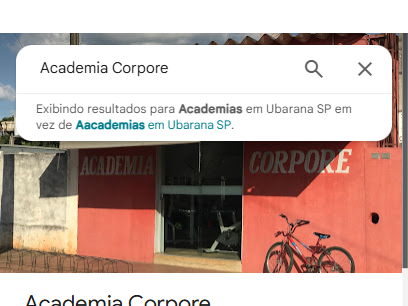 Academia Corpore
Exibindo resultados para Academias em Ubarana SP em
vez de Aacademias em Ubarana SP.
ACADEMIA CORPORE
Academia Corpore